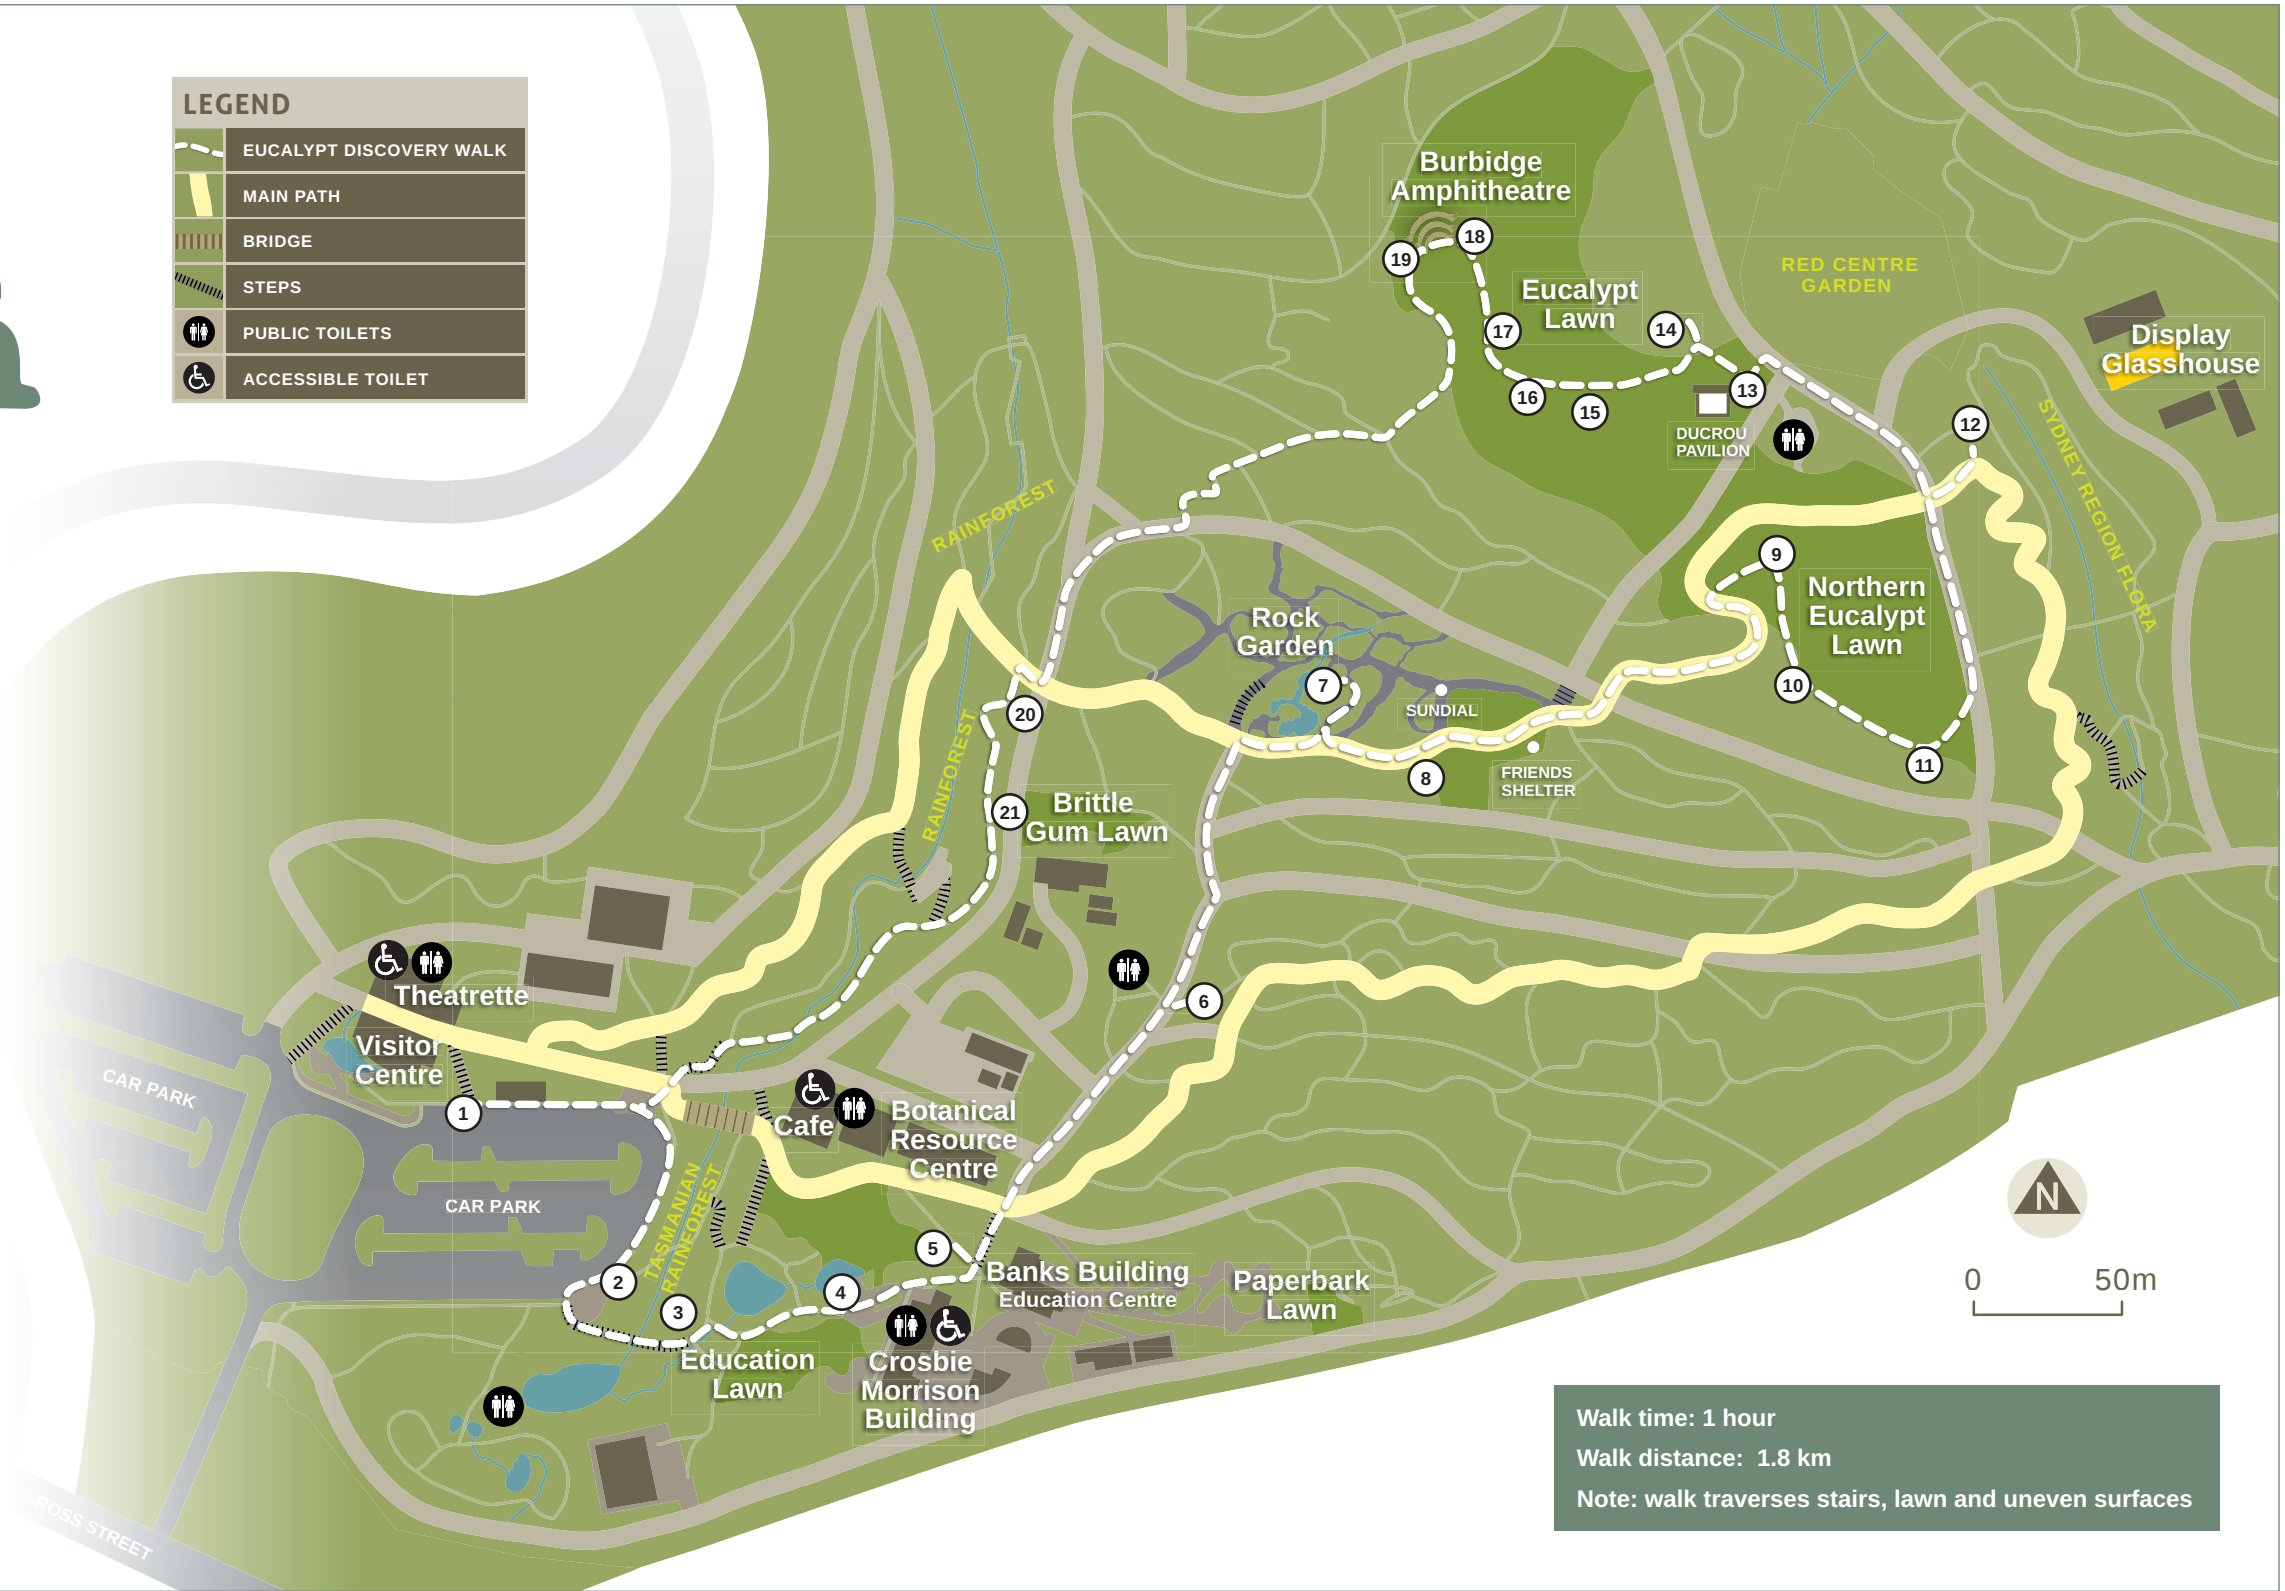 LEGEND
EUCALYPT DISCOVERY WALK
MAIN PATH
BRIDGE
STEPS
PUBLIC TOILETS
ACCESSIBLE TOILET
Burbidge
Amphitheatre
18
19
Eucalypt
Lawn
17
14
16
15
13
DUCROU
PAVILION
RED CENTRE
GARDEN
Display
Glasshouse
12
SYDNEY REGION FLORA
RAINFOREST
9
Northern
Eucalypt
Lawn
10
11
Rock
Garden
7
SUNDIAL
8
FRIENDS
SHELTER
20
RAINFOREST
21
Brittle
Gum Lawn
6
Theatrette
Visitor
Centre
CAR PARK
1
Cafe
Botanical
Resource
Centre
CAR PARK
TASMANIAN
RAINFOREST
2
3
4
5
Banks Building
Education Centre
Paperbark
Lawn
Education
Lawn
Crosbie
Morrison
Building
ROSS STREET
N
0 50m
Walk time: 1 hour
Walk distance: 1.8 km
Note: walk traverses stairs, lawn and uneven surfaces